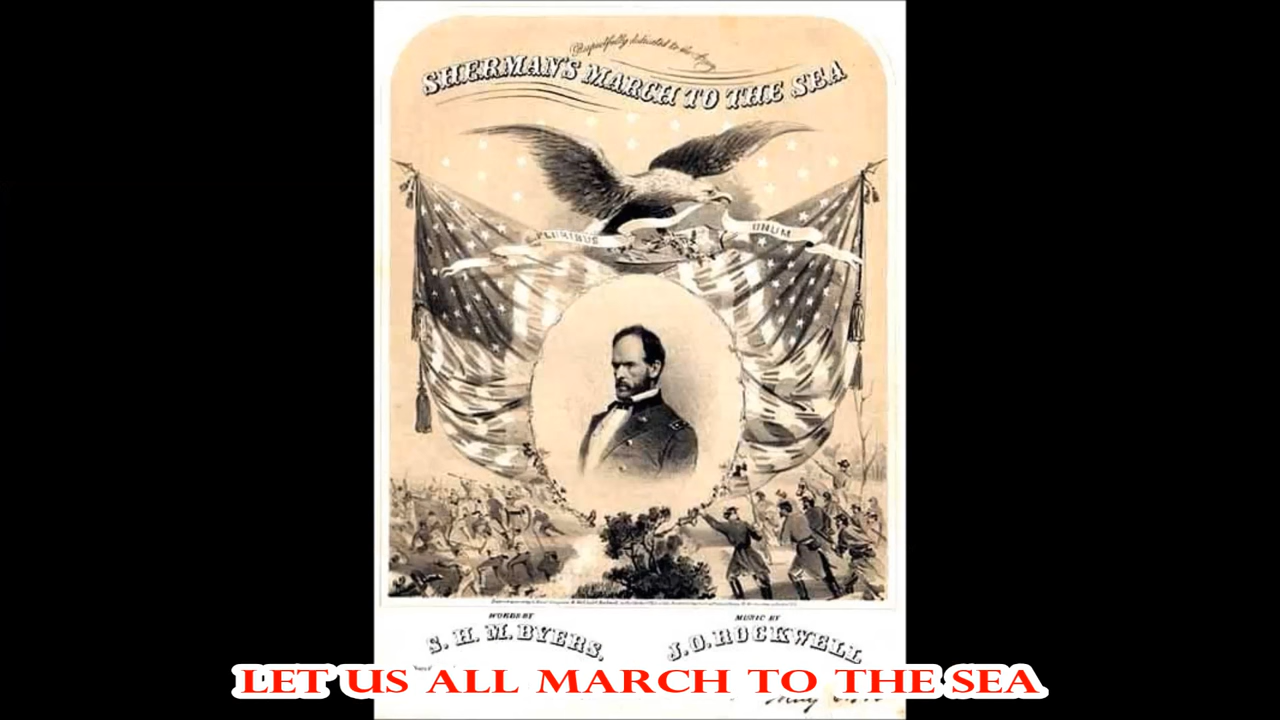 Respectfully dedicated to the Army
SHERMAN'S MARCH TO THE SEA
PLURIBUS UNUM
WORDS BY
S. H. M. BYERS,
MUSIC BY
J. O. ROCKWELL
LET US ALL MARCH TO THE SEA